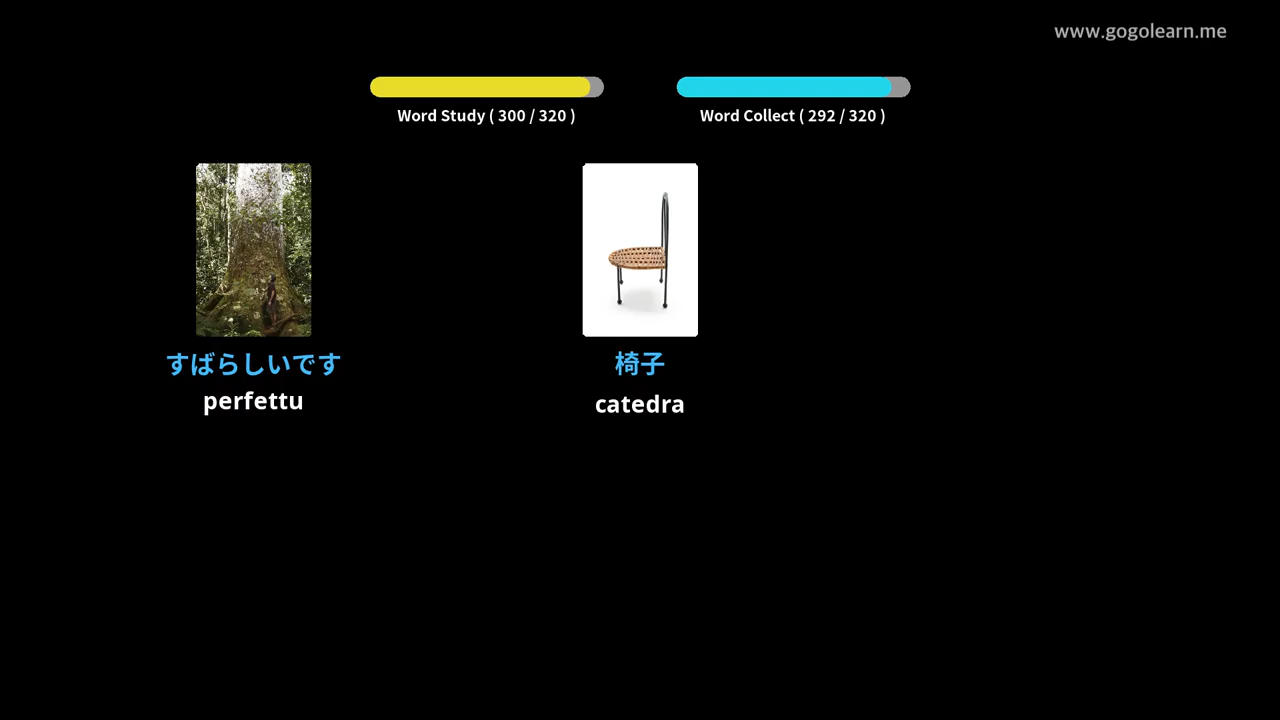 www.gogolearn.me
Word Study ( 300 / 320 )
Word Collect ( 292 / 320 )
すばらしいです
perfettu
椅子
catedra